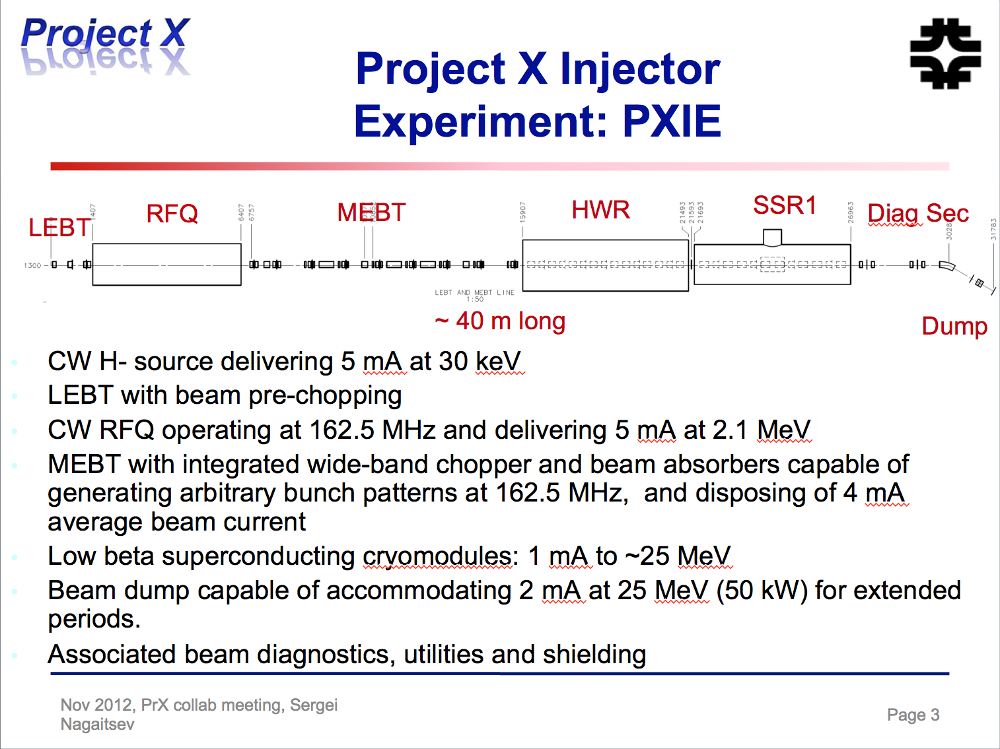 Project X
Project X Injector
Experiment: PXIE
LEBT
1407
RFQ
6407
6757
MEBT
15907
HWR
21493
21593
21693
SSR1
26963
Diag Sec
31783
1300
LEBT AND MEBT LINE
1:50
~ 40 m long
Dump
CW H- source delivering 5 mA at 30 keV
LEBT with beam pre-chopping
CW RFQ operating at 162.5 MHz and delivering 5 mA at 2.1 MeV
MEBT with integrated wide-band chopper and beam absorbers capable of
generating arbitrary bunch patterns at 162.5 MHz,  and disposing of 4 mA
average beam current
Low beta superconducting cryomodules: 1 mA to ~25 MeV
Beam dump capable of accommodating 2 mA at 25 MeV (50 kW) for extended
periods.
Associated beam diagnostics, utilities and shielding
Nov 2012, PrX collab meeting, Sergei
Nagaitsev
Page 3